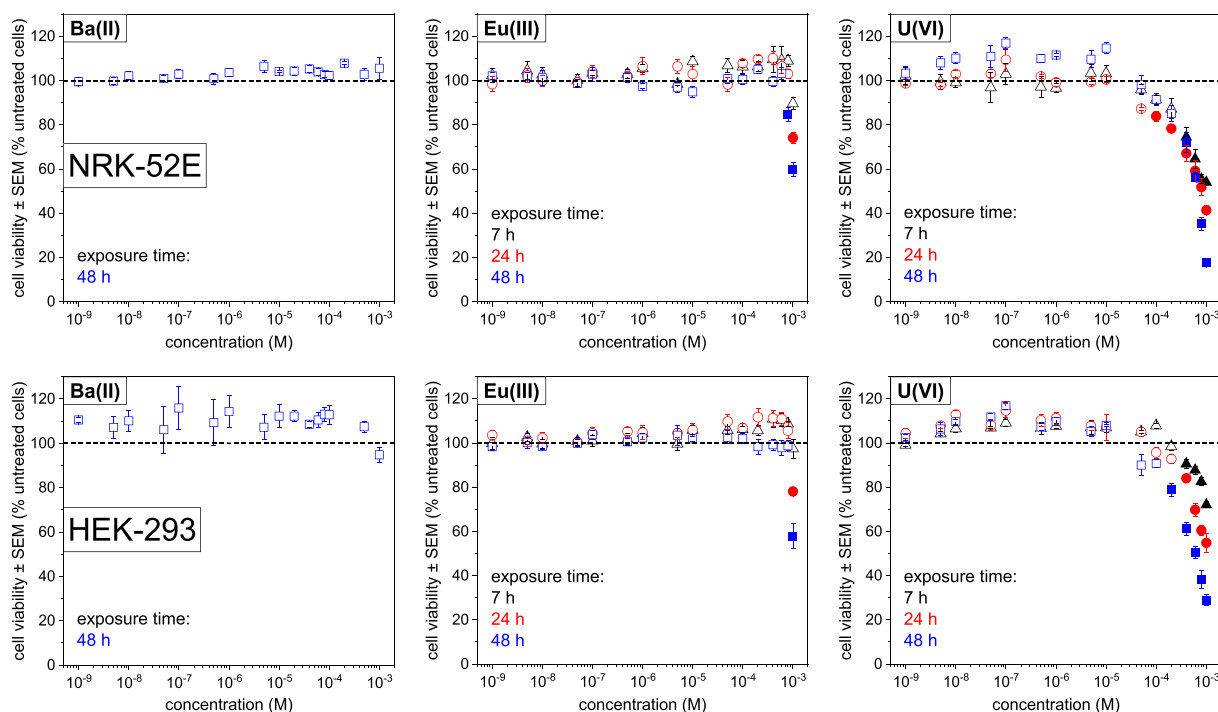 Ba(II)
120
100
80
60
40
20
0
cell viability ± SEM (% untreated cells)
NRK-52E
exposure time:
48 h
10⁻⁹ 10⁻⁸ 10⁻⁷ 10⁻⁶ 10⁻⁵ 10⁻⁴ 10⁻³
concentration (M)
Eu(III)
120
100
80
60
40
20
0
cell viability ± SEM (% untreated cells)
exposure time:
7 h
24 h
48 h
10⁻⁹ 10⁻⁸ 10⁻⁷ 10⁻⁶ 10⁻⁵ 10⁻⁴ 10⁻³
concentration (M)
U(VI)
120
100
80
60
40
20
0
cell viability ± SEM (% untreated cells)
exposure time:
7 h
24 h
48 h
10⁻⁹ 10⁻⁸ 10⁻⁷ 10⁻⁶ 10⁻⁵ 10⁻⁴ 10⁻³
concentration (M)
Ba(II)
120
100
80
60
40
20
0
cell viability ± SEM (% untreated cells)
HEK-293
exposure time:
48 h
10⁻⁹ 10⁻⁸ 10⁻⁷ 10⁻⁶ 10⁻⁵ 10⁻⁴ 10⁻³
concentration (M)
Eu(III)
120
100
80
60
40
20
0
cell viability ± SEM (% untreated cells)
exposure time:
7 h
24 h
48 h
10⁻⁹ 10⁻⁸ 10⁻⁷ 10⁻⁶ 10⁻⁵ 10⁻⁴ 10⁻³
concentration (M)
U(VI)
120
100
80
60
40
20
0
cell viability ± SEM (% untreated cells)
exposure time:
7 h
24 h
48 h
10⁻⁹ 10⁻⁸ 10⁻⁷ 10⁻⁶ 10⁻⁵ 10⁻⁴ 10⁻³
concentration (M)